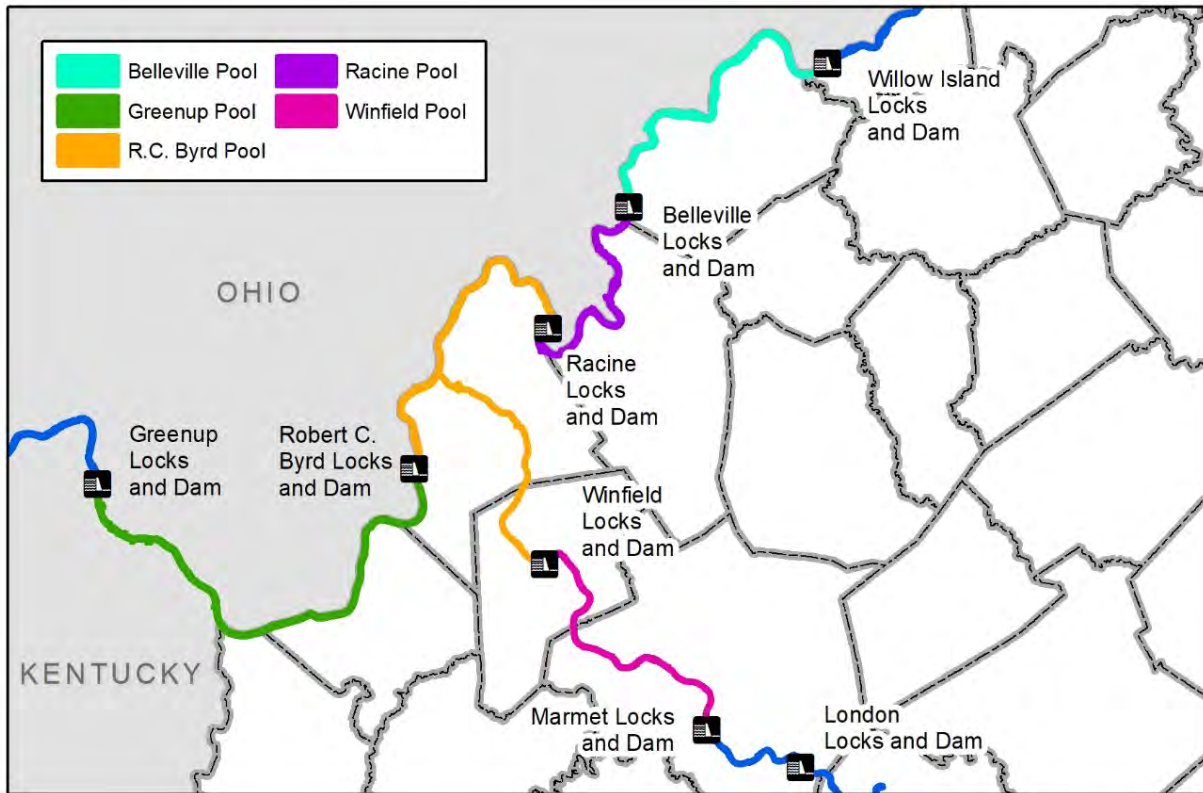 Belleville Pool
Racine Pool
Greenup Pool
Winfield Pool
R.C. Byrd Pool
Willow Island
Locks
and Dam
Belleville
Locks
and Dam
OHIO
Racine
Locks
and Dam
Greenup
Locks
and Dam
Robert C.
Byrd Locks
and Dam
Winfield
Locks
and Dam
KENTUCKY
Marmet Locks
and Dam
London
Locks and Dam